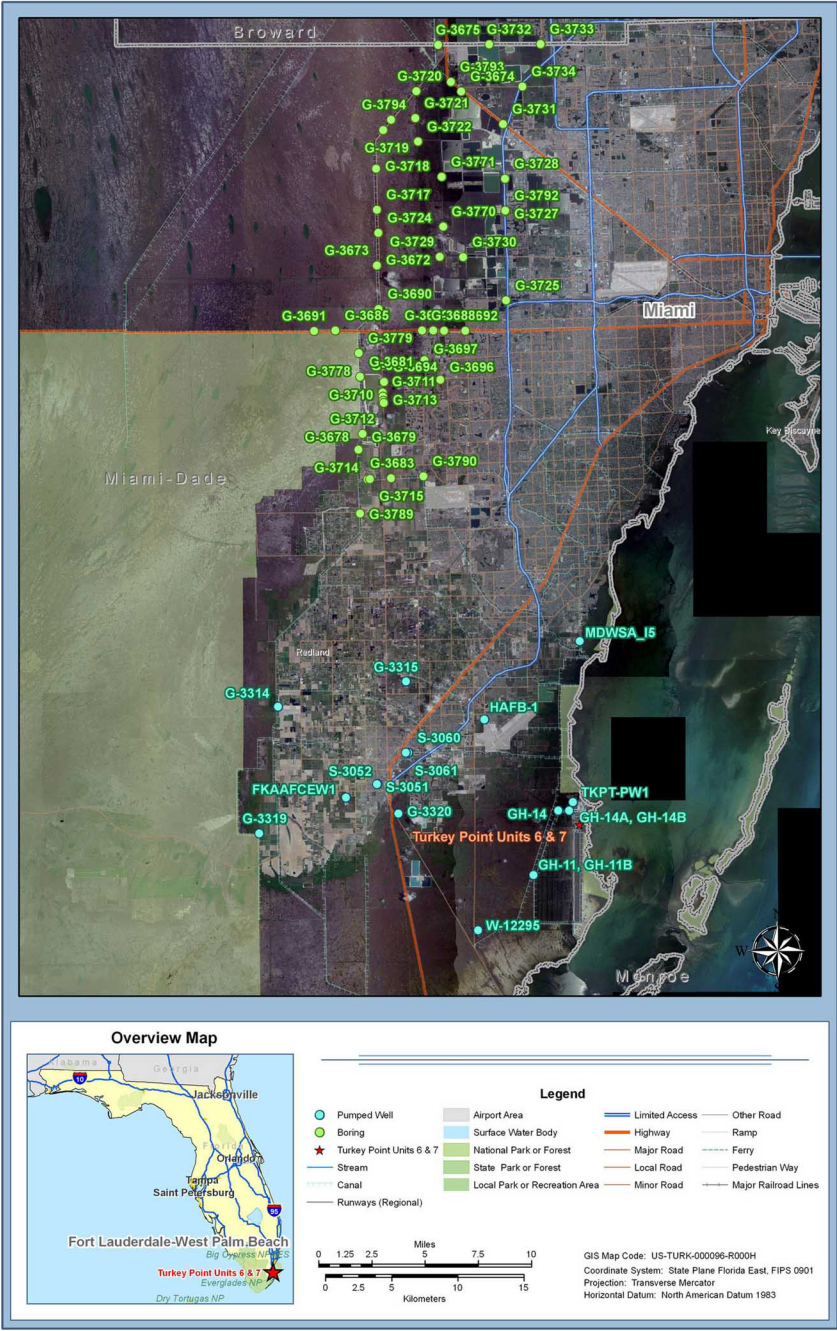 Broward
G-3675 G-3732 G-3733
G-3793
G-3720 G-3674 G-3734
G-3721
G-3794 G-3722 G-3731
G-3719
G-3718 G-3771 G-3728
G-3717 G-3792
G-3724 G-3770 G-3727
G-3729 G-3730
G-3673 G-3672
G-3725
G-3690
G-3691 G-3685 G-3688 Miami
G-3779
G-3697
G-3681
G-3778 G-3696
G-3711
G-3710
G-3713
G-3712
G-3678 G-3679
Key Biscayne
G-3714 G-3683 G-3790
Miami-Dade
G-3715
G-3789
MDWSA_I5
Redland
G-3315
G-3314
HAFB-1
S-3060
S-3052 S-3061
FKAAFCEW1 S-3051
TKPT-PW1
G-3320 GH-14 GH-14A, GH-14B
G-3319
Turkey Point Units 6 & 7
GH-11, GH-11B
W-12295
W
Monroe
Overview Map
Alabama
Georgia
10
Jacksonville
Florida
Orlando
Tampa
Saint Petersburg
95
Fort Lauderdale-West Palm Beach
Turkey Point Units 6 & 7
Everglades NP
Dry Tortugas NP
Legend
Pumped Well
Boring
Turkey Point Units 6 & 7
Stream
Canal
Runways (Regional)
Airport Area
Surface Water Body
National Park or Forest
State Park or Forest
Local Park or Recreation Area
Limited Access
Highway
Major Road
Local Road
Minor Road
Other Road
Ramp
Ferry
Pedestrian Way
Major Railroad Lines
Miles
0 1.25 2.5 5 7.5 10
0 2.5 5 10 15
Kilometers
GIS Map Code: US-TURK-000096-R000H
Coordinate System: State Plane Florida East, FIPS 0901
Projection: Transverse Mercator
Horizontal Datum: North American Datum 1983